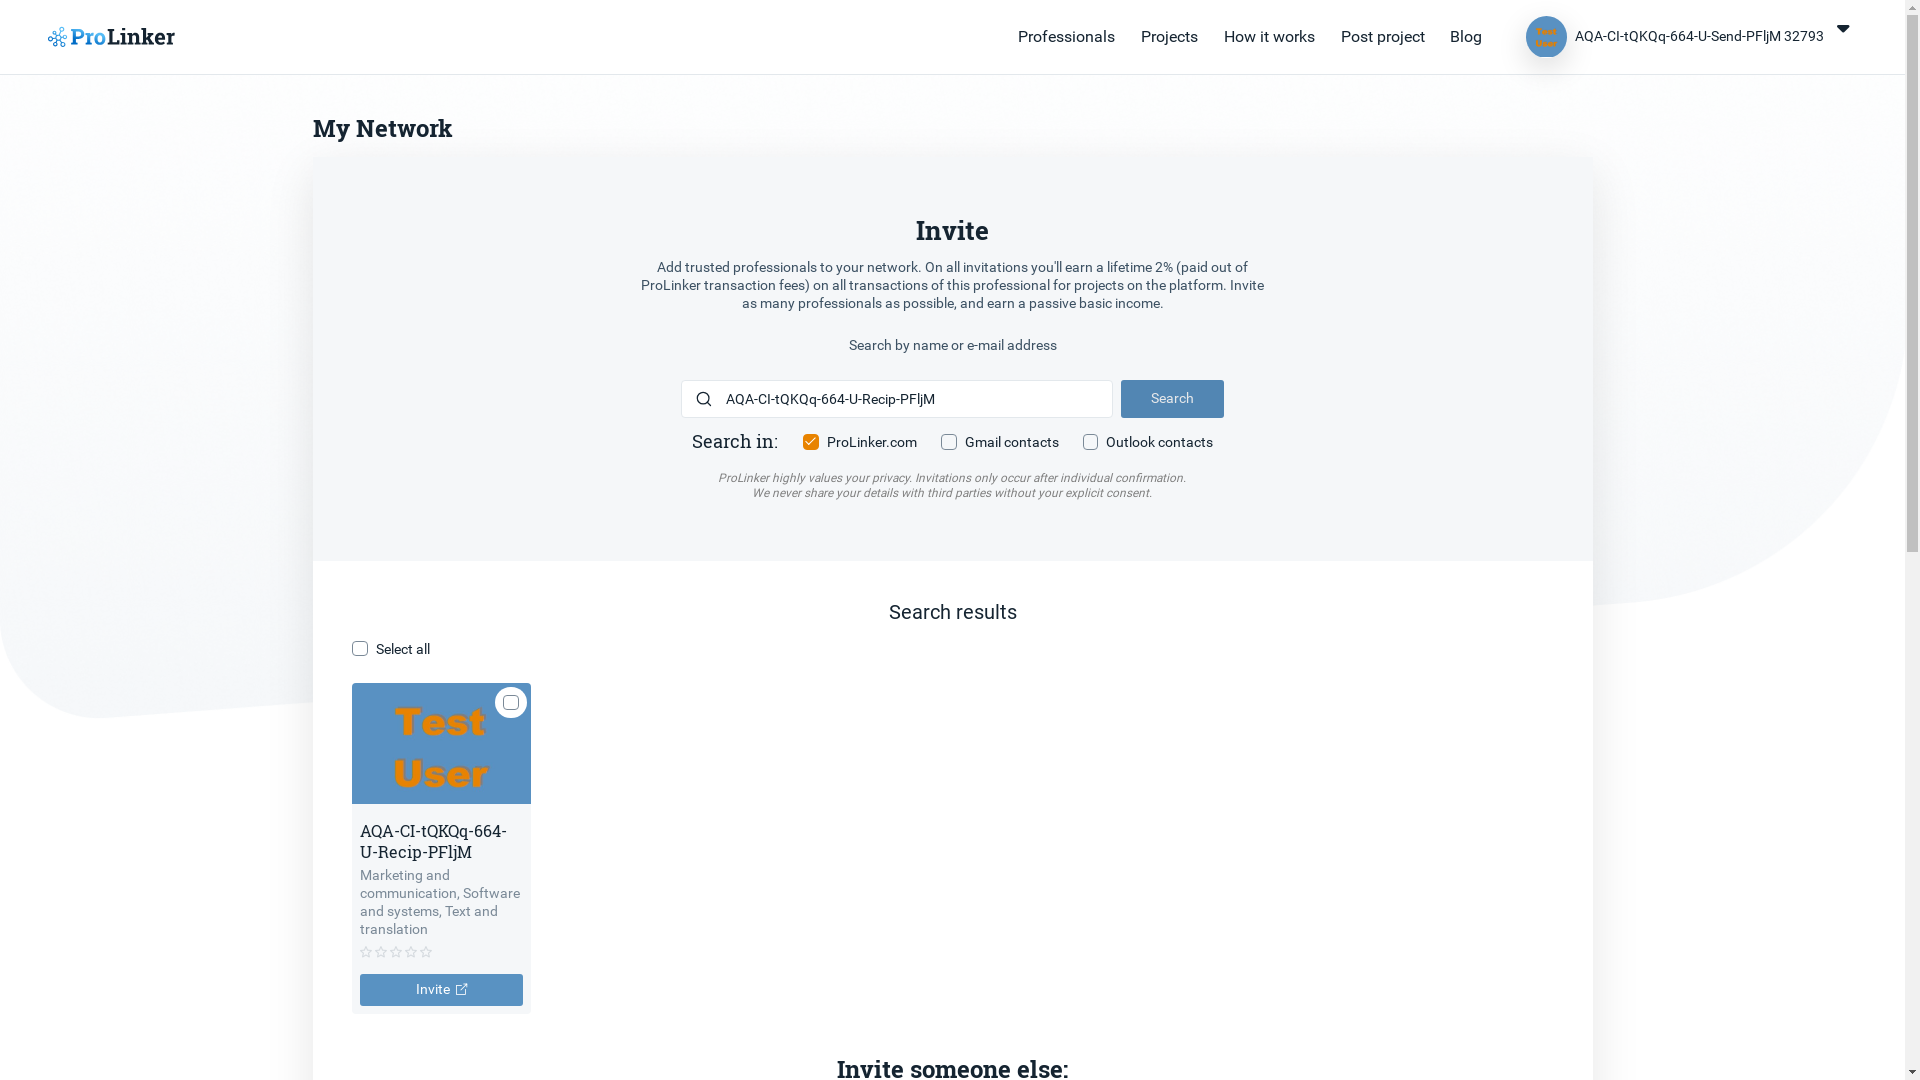 ProLinker
Professionals
Projects
How it works
Post project
Blog
Test
User
AQA-CI-tQKQq-664-U-Send-PFljM 32793
My Network
Invite
Add trusted professionals to your network. On all invitations you'll earn a lifetime 2% (paid out of
ProLinker transaction fees) on all transactions of this professional for projects on the platform. Invite
as many professionals as possible, and earn a passive basic income.
Search by name or e-mail address
AQA-CI-tQKQq-664-U-Recip-PFljM
Search
Search in:
ProLinker.com
Gmail contacts
Outlook contacts
ProLinker highly values your privacy. Invitations only occur after individual confirmation.
We never share your details with third parties without your explicit consent.
Search results
Select all
Test
User
AQA-CI-tQKQq-664-
U-Recip-PFljM
Marketing and
communication, Software
and systems, Text and
translation
Invite
Invite someone else: